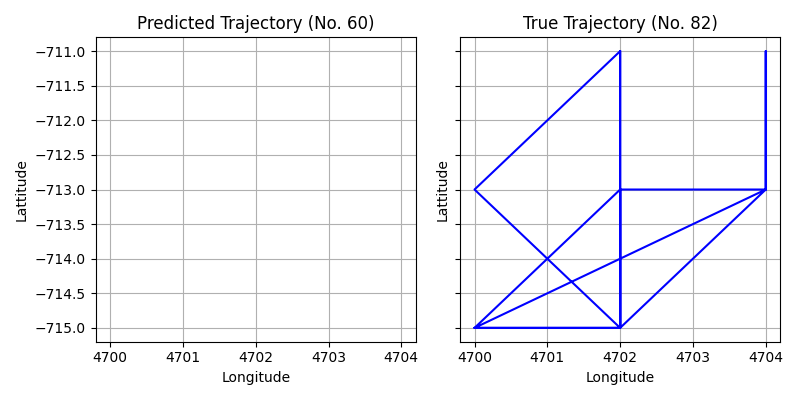 Predicted Trajectory (No. 60)
Lattitude
−711.0
−711.5
−712.0
−712.5
−713.0
−713.5
−714.0
−714.5
−715.0
4700 4701 4702 4703 4704
Longitude
True Trajectory (No. 82)
Lattitude
4700 4701 4702 4703 4704
Longitude